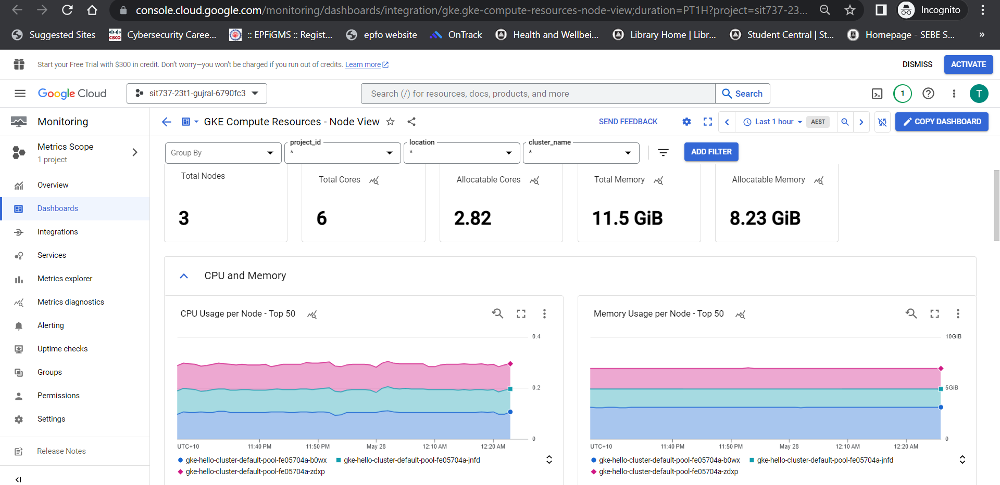 console.cloud.google.com/monitoring/dashboards/integration/gke.gke-compute-resources-node-view;duration=PT1H?project=sit737-23...
Incognito
Suggested Sites
Cybersecurity Caree...
:: EPFiGMS :: Regist...
epfo website
OnTrack
Health and Wellbei...
Library Home | Libr...
Student Central | St...
Homepage - SEBE S...
»
Start your Free Trial with $300 in credit. Don't worry—you won't be charged if you run out of credits. Learn more
DISMISS
ACTIVATE
Google Cloud
sit737-23t1-gujral-6790fc3
Search (/) for resources, docs, products, and more
Search
1
T
Monitoring
GKE Compute Resources - Node View
SEND FEEDBACK
Last 1 hour
AEST
COPY DASHBOARD
Metrics Scope
1 project
Overview
Dashboards
Integrations
Services
Metrics explorer
Metrics diagnostics
Alerting
Uptime checks
Groups
Permissions
Settings
Release Notes
Group By
project_id
*
location
*
cluster_name
*
ADD FILTER
Total Nodes
3
Total Cores
6
Allocatable Cores
2.82
Total Memory
11.5 GiB
Allocatable Memory
8.23 GiB
CPU and Memory
CPU Usage per Node - Top 50
0.4
0.2
0
UTC+10
11:40 PM
11:50 PM
May 28
12:10 AM
12:20 AM
gke-hello-cluster-default-pool-fe05704a-b0wx
gke-hello-cluster-default-pool-fe05704a-jnfd
gke-hello-cluster-default-pool-fe05704a-zdxp
Memory Usage per Node - Top 50
10GiB
5GiB
0
UTC+10
11:40 PM
11:50 PM
May 28
12:10 AM
12:20 AM
gke-hello-cluster-default-pool-fe05704a-b0wx
gke-hello-cluster-default-pool-fe05704a-jnfd
gke-hello-cluster-default-pool-fe05704a-zdxp